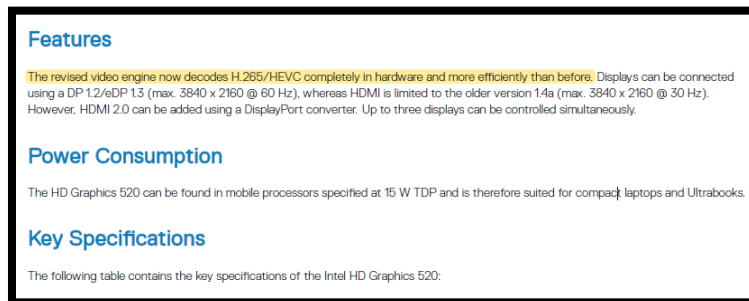 Features
The revised video engine now decodes H.265/HEVC completely in hardware and more efficiently than before. Displays can be connected
using a DP 1.2/eDP 1.3 (max. 3840 x 2160 @ 60 Hz), whereas HDMI is limited to the older version 1.4a (max. 3840 x 2160 @ 30 Hz).
However, HDMI 2.0 can be added using a DisplayPort converter. Up to three displays can be controlled simultaneously.
Power Consumption
The HD Graphics 520 can be found in mobile processors specified at 15 W TDP and is therefore suited for compact laptops and Ultrabooks.
Key Specifications
The following table contains the key specifications of the Intel HD Graphics 520: